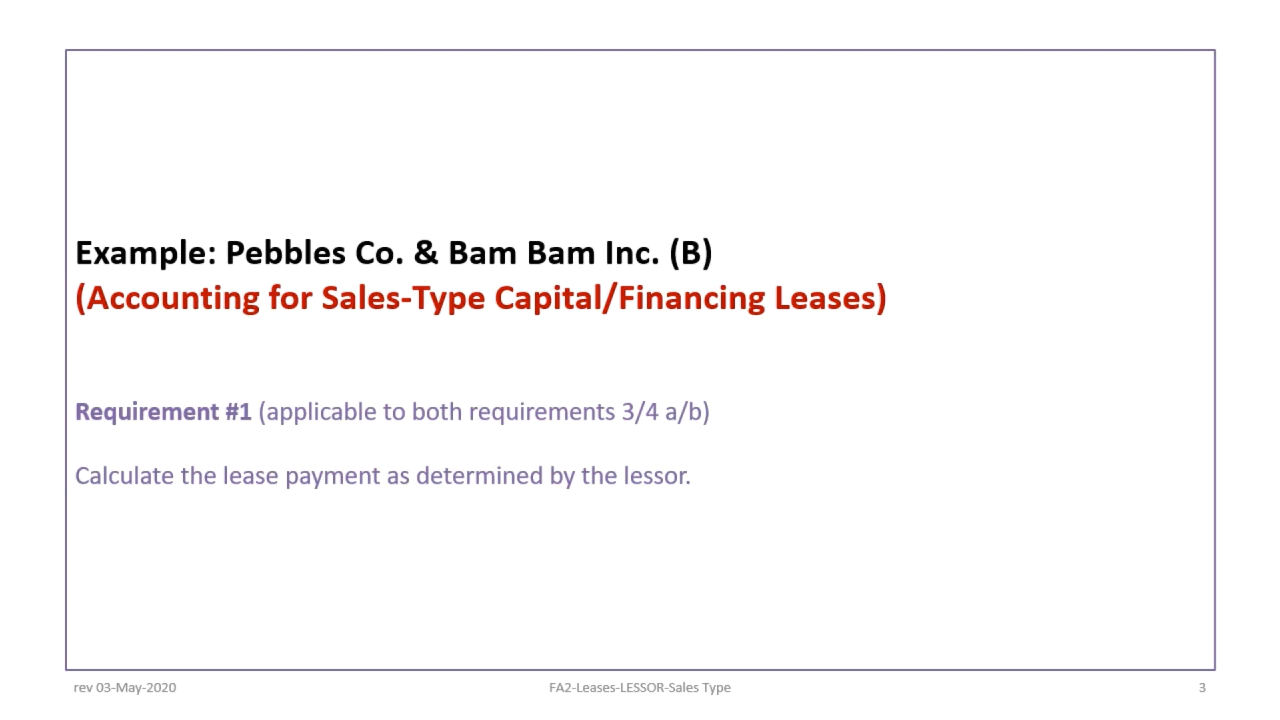 Example: Pebbles Co. & Bam Bam Inc. (B)
(Accounting for Sales-Type Capital/Financing Leases)
Requirement #1 (applicable to both requirements 3/4 a/b)
Calculate the lease payment as determined by the lessor.
rev 03-May-2020
FA2-Leases-LESSOR-Sales Type
3